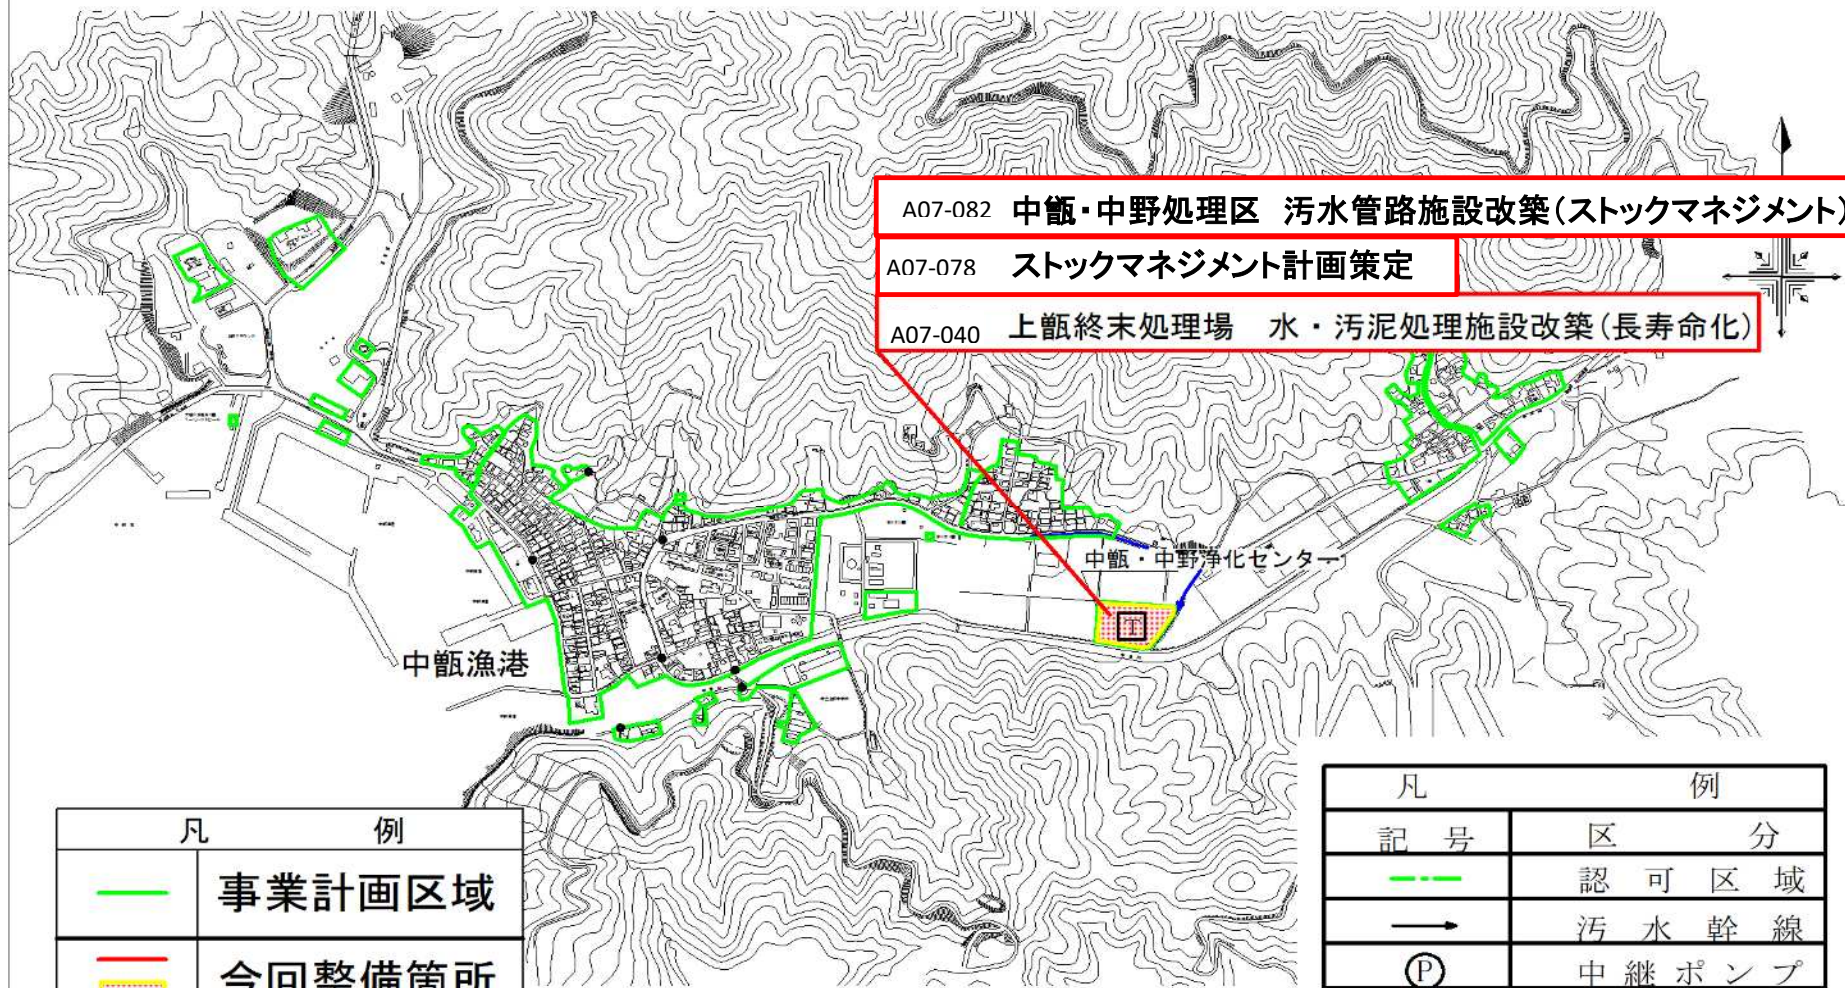 A07-082 中甑・中野処理区 汚水管路施設改築(ストックマネジメント)
A07-078 ストックマネジメント計画策定
A07-040 上甑終末処理場 水・汚泥処理施設改築(長寿命化)
中甑・中野浄化センター
T
中甑漁港
凡 例
事業計画区域
今回整備箇所
凡 例
記 号 区 分
認 可 区 域
汚 水 幹 線
P 中 継 ポ ン プ